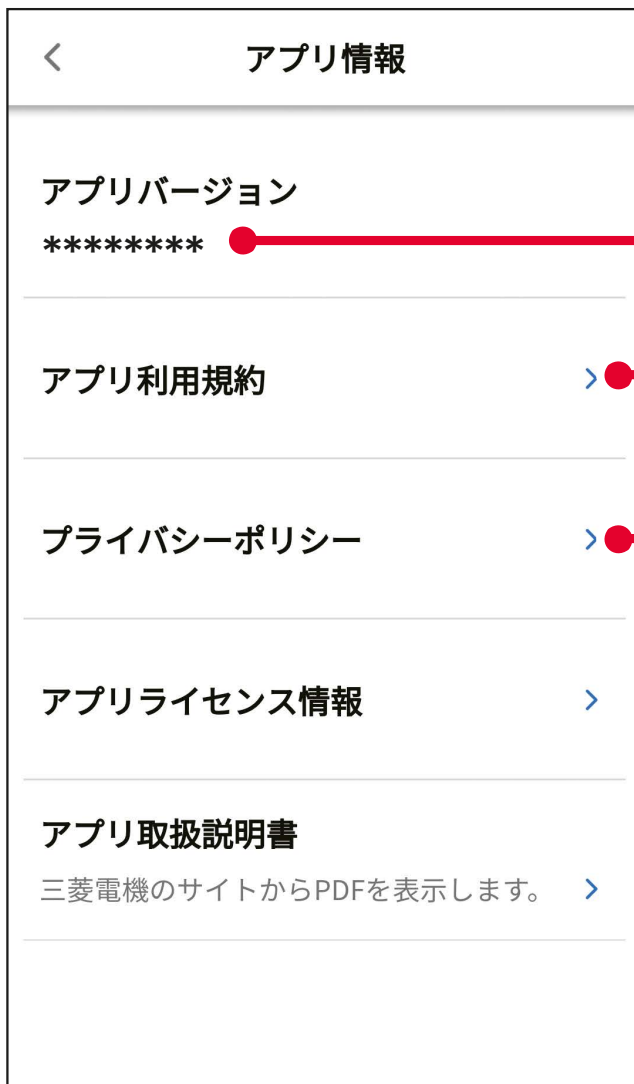 アプリ情報
アプリバージョン
********
アプリ利用規約
プライバシーポリシー
アプリライセンス情報
アプリ取扱説明書
三菱電機のサイトからPDFを表示します。